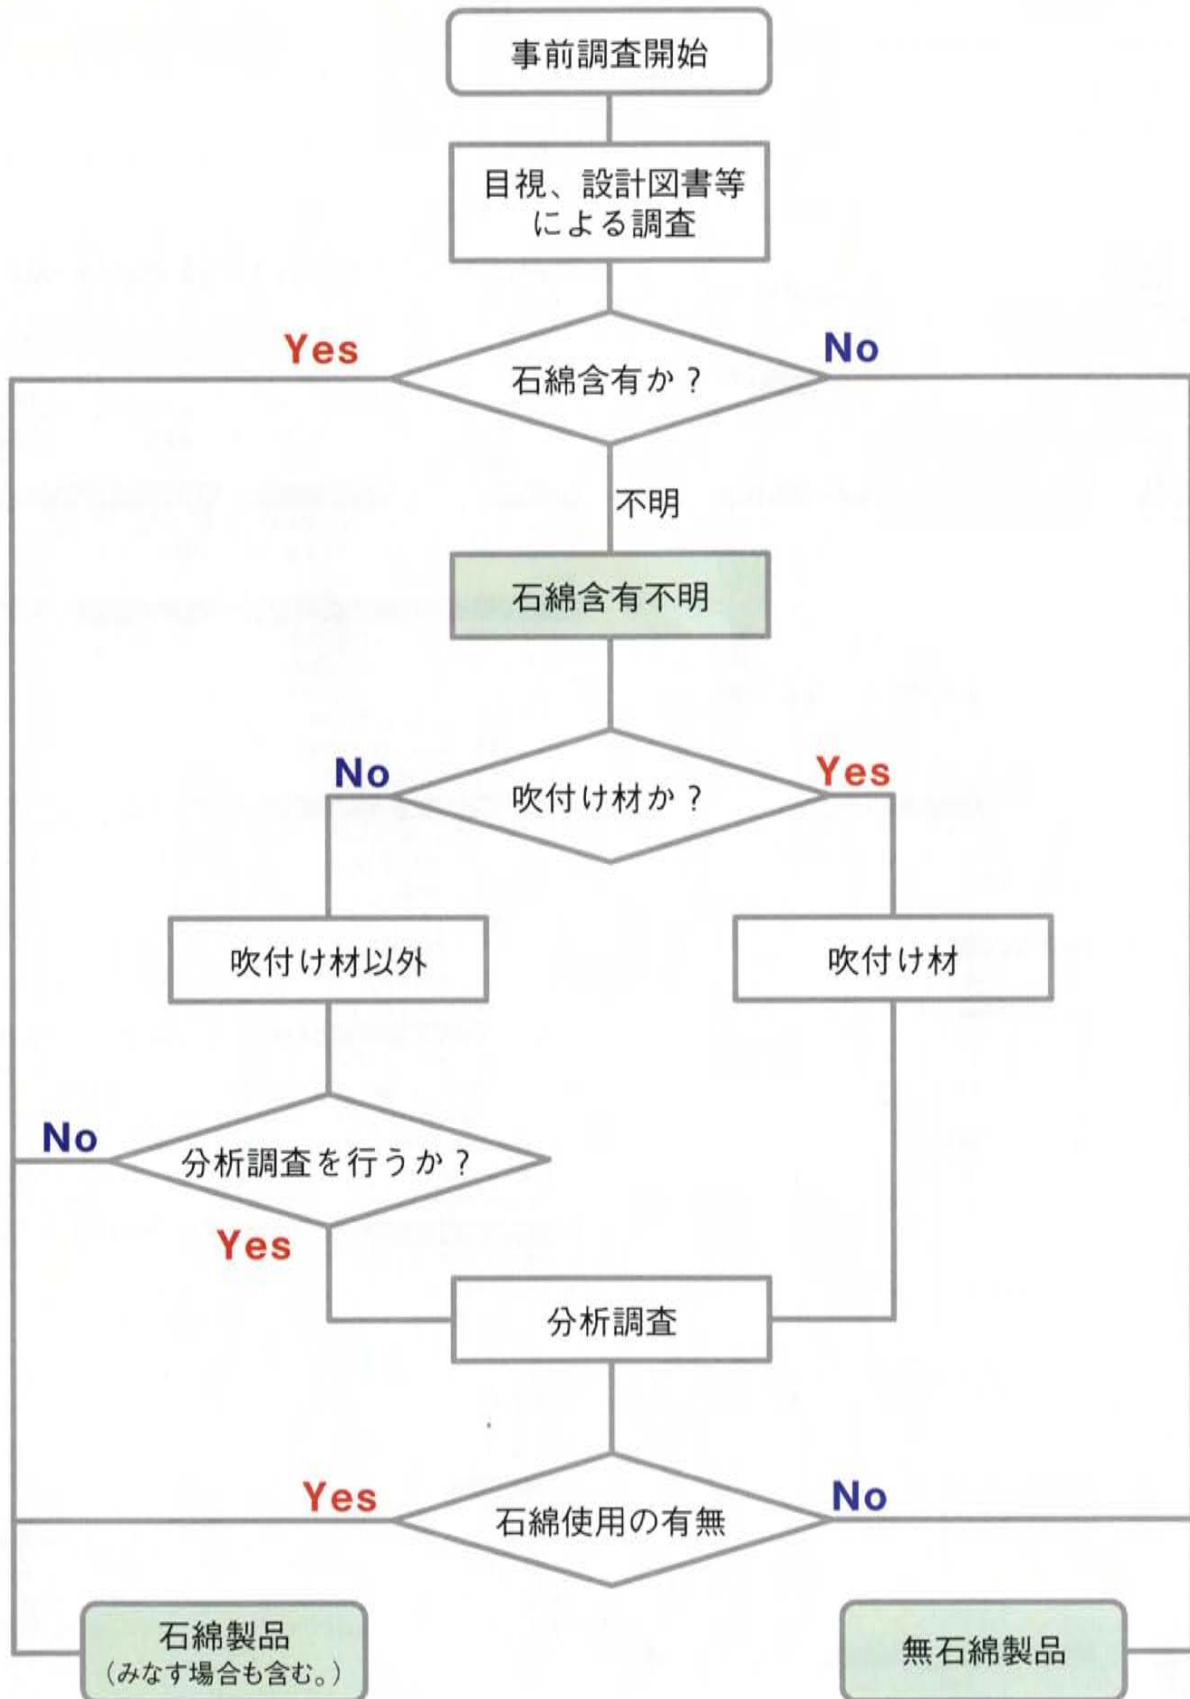 事前調査開始
目視、設計図書等
による調査
Yes
No
石綿含有か？
不明
石綿含有不明
No
Yes
吹付け材か？
吹付け材以外
吹付け材
No
分析調査を行うか？
Yes
分析調査
Yes
No
石綿使用の有無
石綿製品
（みなす場合も含む。）
無石綿製品